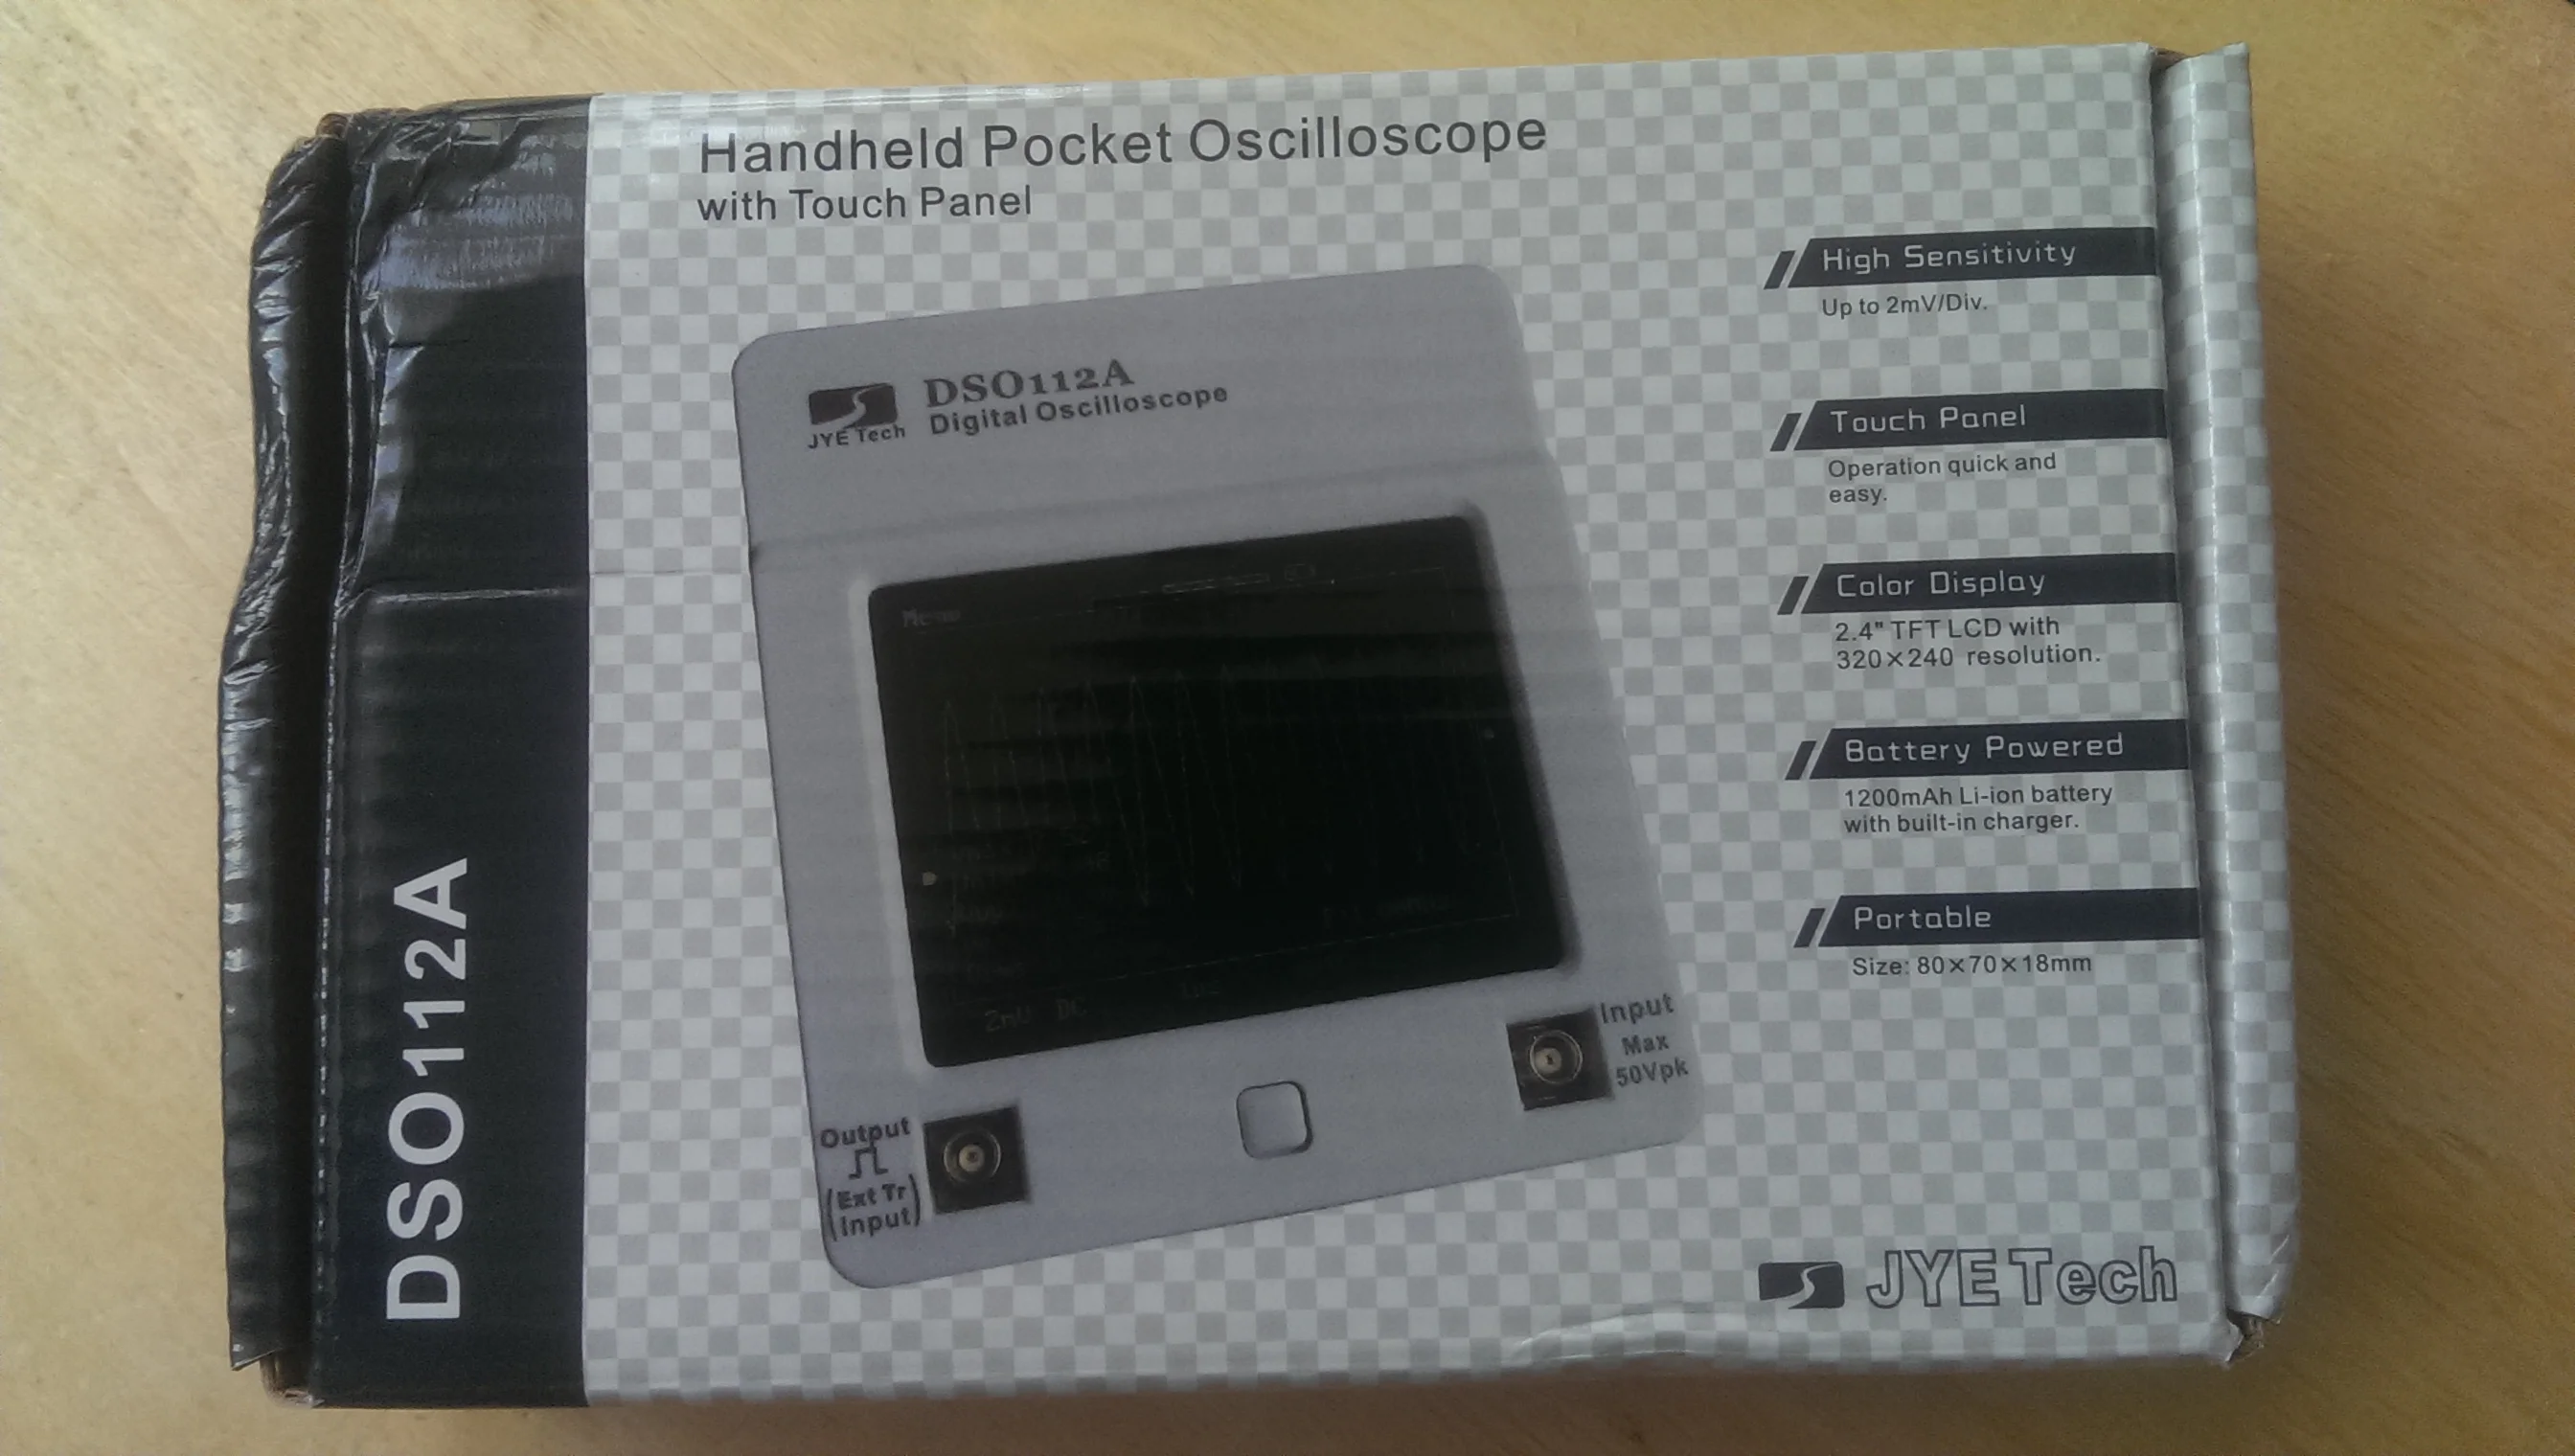 Handheld Pocket Oscilloscope
with Touch Panel
DSO112A
High Sensitivity
Up to 2mV/Div.
Touch Panel
Operation quick and
easy.
Color Display
2.4" TFT LCD with
320×240 resolution.
Battery Powered
1200mAh Li-ion battery
with built-in charger.
Portable
Size: 80×70×18mm
JYE Tech
DSO112A
Digital Oscilloscope
JYE Tech
Menu
DC
Input
Max
50Vpk
Output
(Ext Tr
Input)